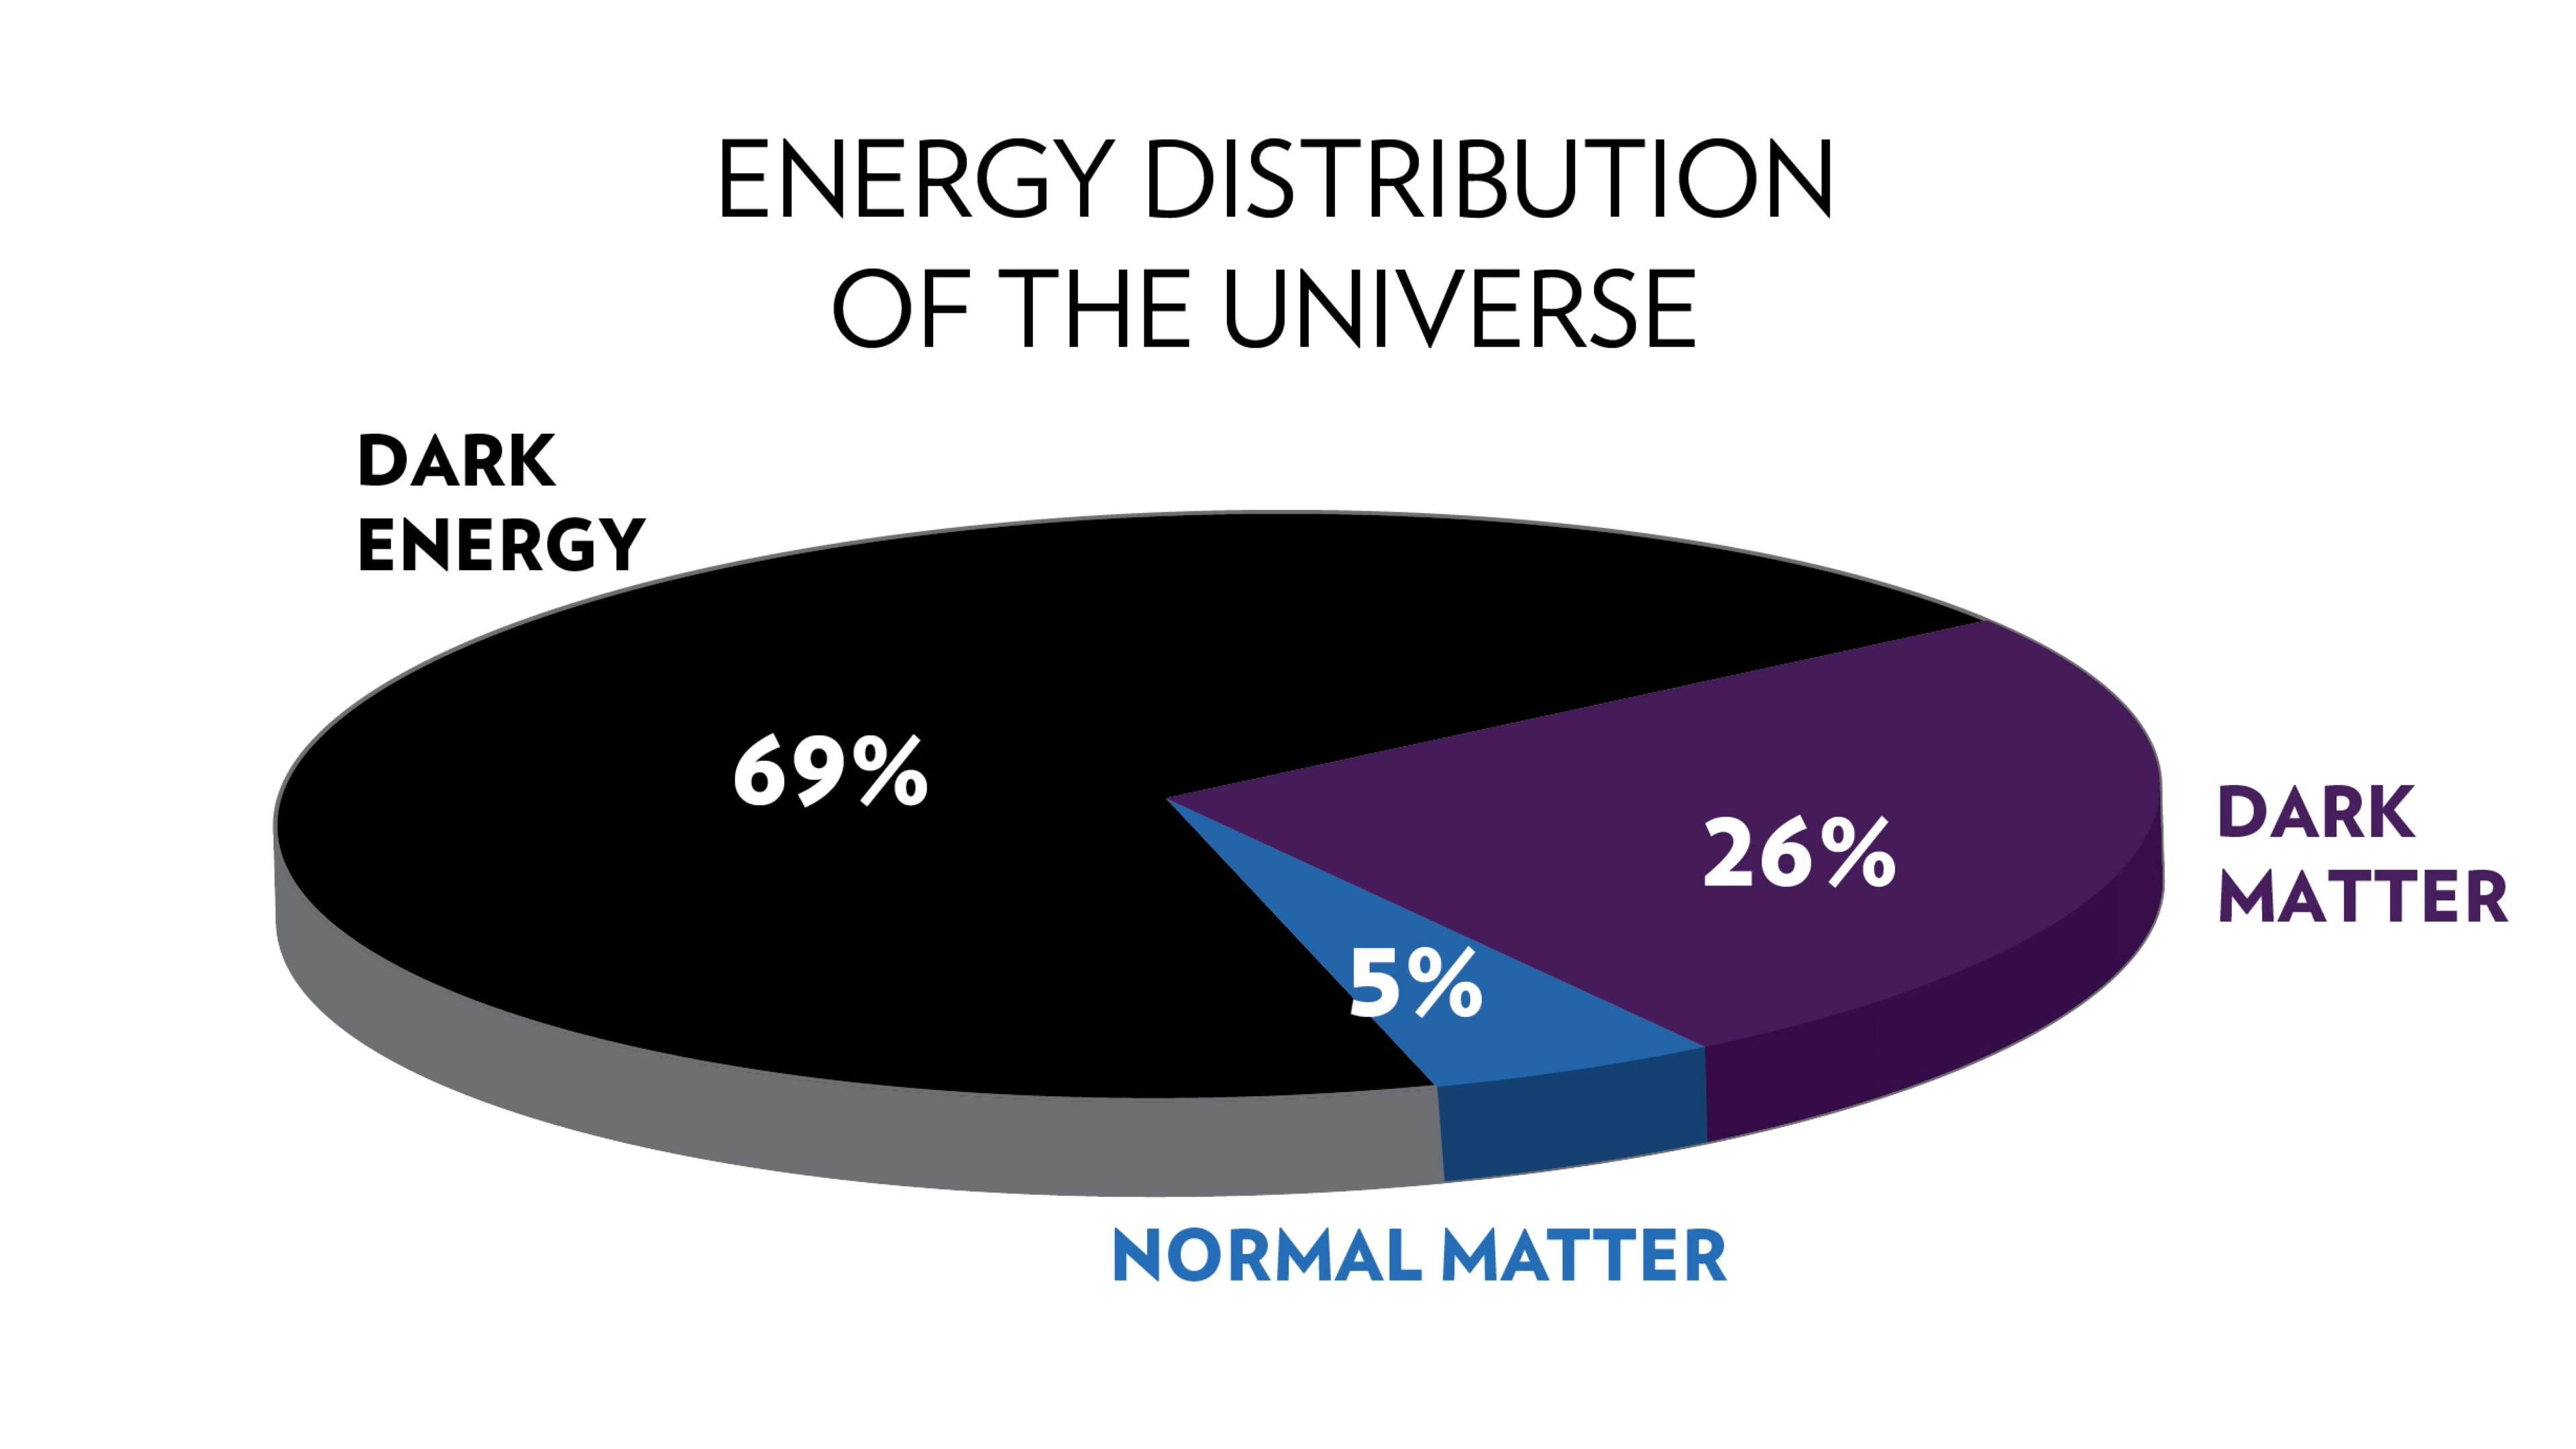 ENERGY DISTRIBUTION
OF THE UNIVERSE
DARK
ENERGY
69%
26%
DARK
MATTER
5%
NORMAL MATTER